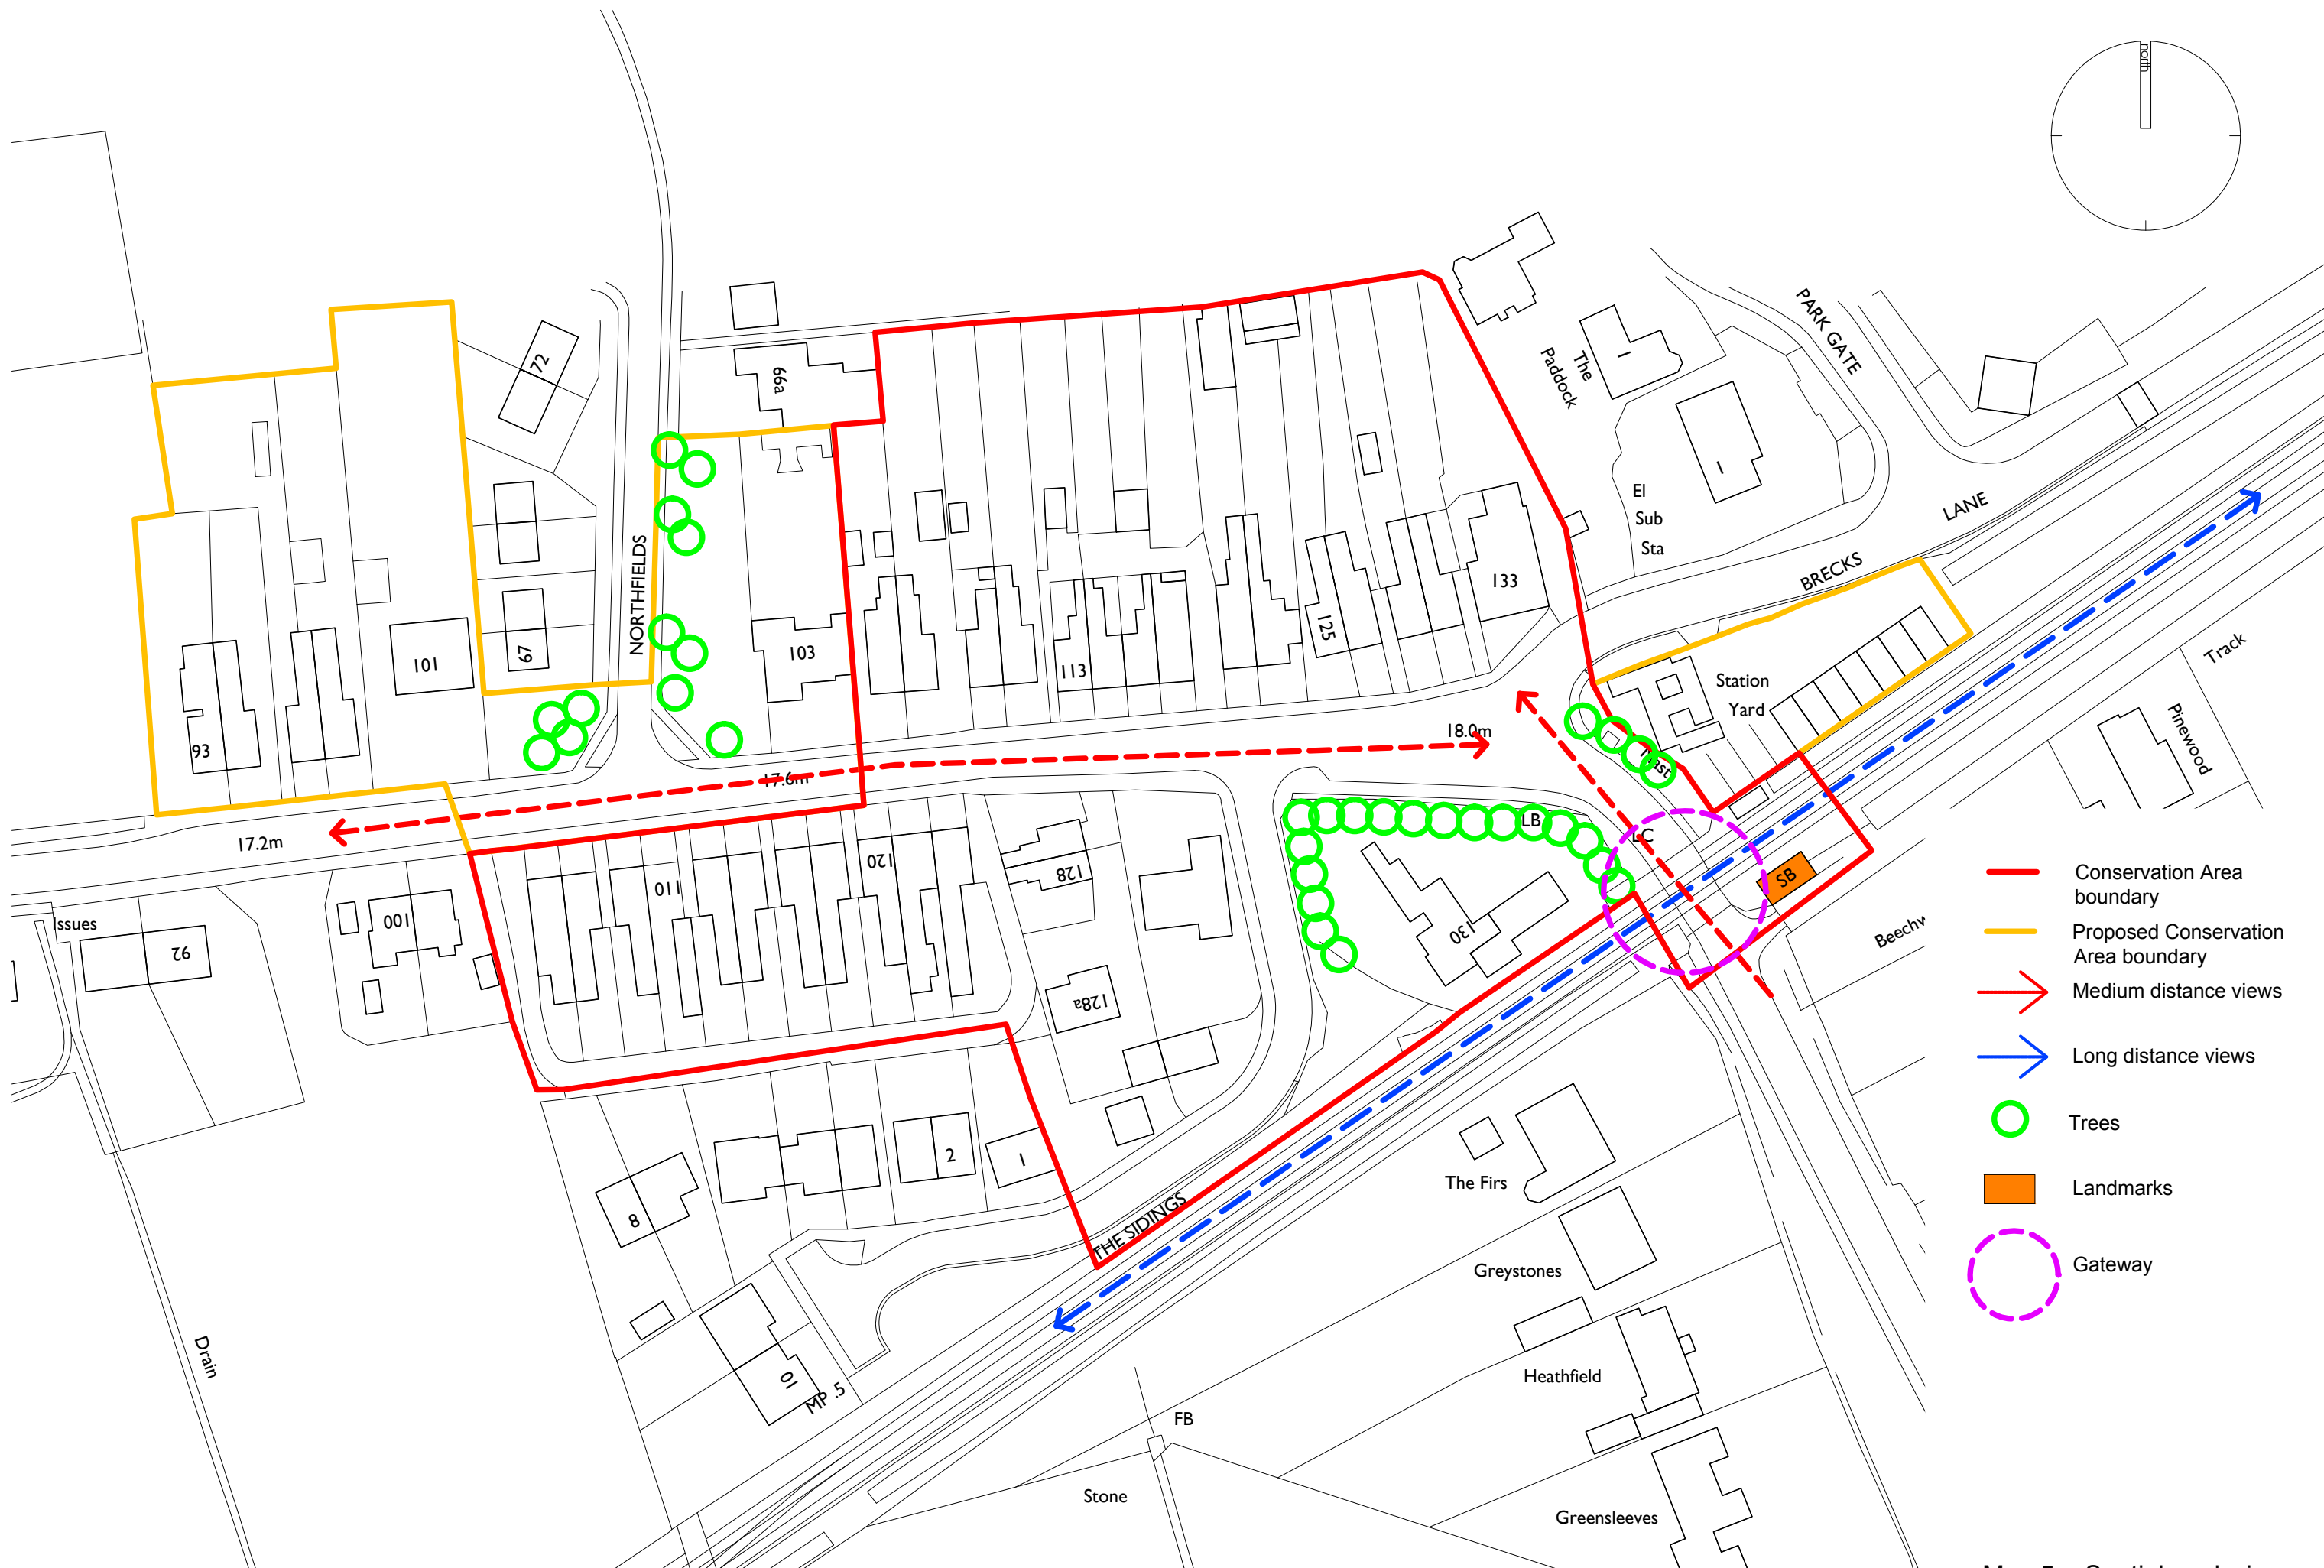 north
PARK GATE
72
The
Paddock
1
66a
1
El
Sub
Sta
LANE
BRECKS
NORTHFIELDS
133
125
101
67
103
113
93
Station
Yard
Track
Pinewood
18.0m
17.6m
17.2m
LB
LC
SB
120
110
128
100
130
Issues
92
128a
Beechw
2
1
8
The Firs
THE SIDINGS
Greystones
Drain
10
MP .5
Heathfield
FB
Stone
Greensleeves
Conservation Area
boundary
Proposed Conservation
Area boundary
Medium distance views
Long distance views
Trees
Landmarks
Gateway